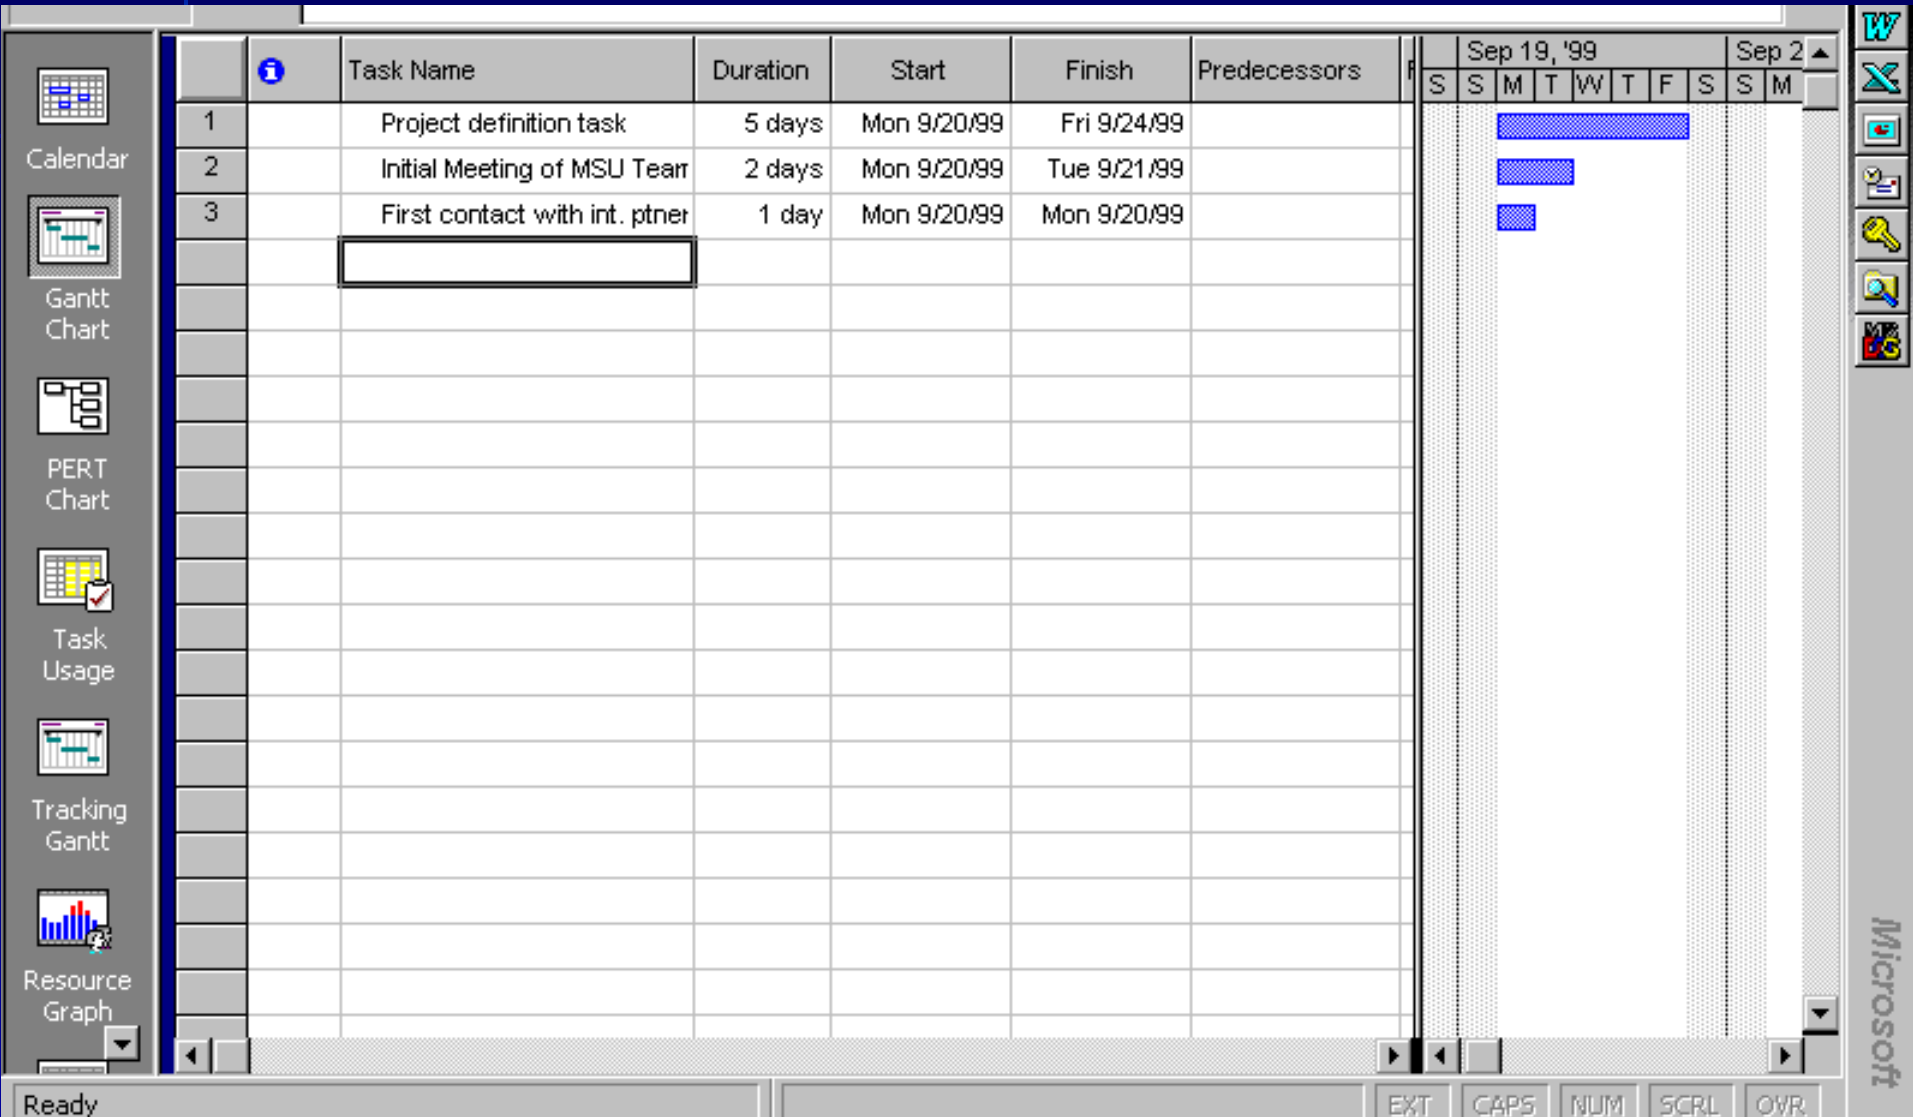 Task Name Duration Start Finish Predecessors
Sep 19, '99 Sep 2
S S M T W T F S S M
1 Project definition task 5 days Mon 9/20/99 Fri 9/24/99
2 Initial Meeting of MSU Team 2 days Mon 9/20/99 Tue 9/21/99
3 First contact with int. ptner 1 day Mon 9/20/99 Mon 9/20/99
Calendar
Gantt
Chart
PERT
Chart
Task
Usage
Tracking
Gantt
Resource
Graph
Microsoft
Ready EXT CAPS NUM SCRL OVR